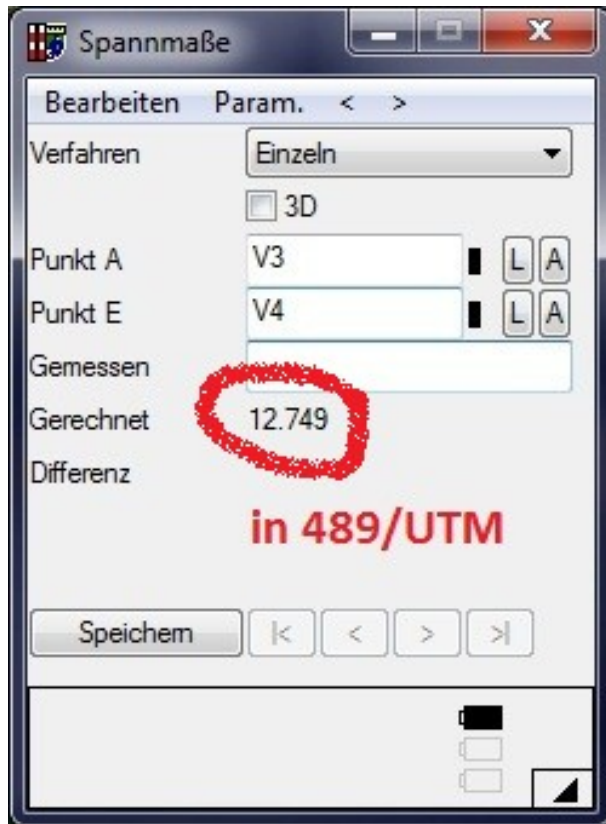 Spannmaße
Bearbeiten Param. < >
Verfahren Einzeln
3D
Punkt A V3 L A
Punkt E V4 L A
Gemessen
Gerechnet 12.749
Differenz
in 489/UTM
Speichern |< < > >|